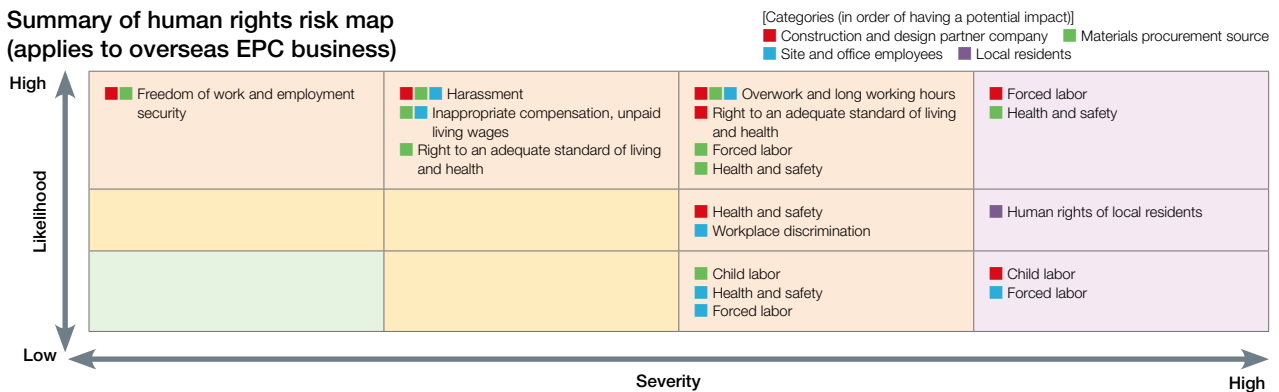 Summary of human rights risk map
(applies to overseas EPC business)
[Categories (in order of having a potential impact)]
Construction and design partner company Materials procurement source
Site and office employees Local residents
High
Likelihood
Low
Freedom of work and employment
security
Harassment
Inappropriate compensation, unpaid
living wages
Right to an adequate standard of living
and health
Overwork and long working hours
Right to an adequate standard of living
and health
Forced labor
Health and safety
Forced labor
Health and safety
Health and safety
Workplace discrimination
Human rights of local residents
Child labor
Health and safety
Forced labor
Child labor
Forced labor
Severity
High